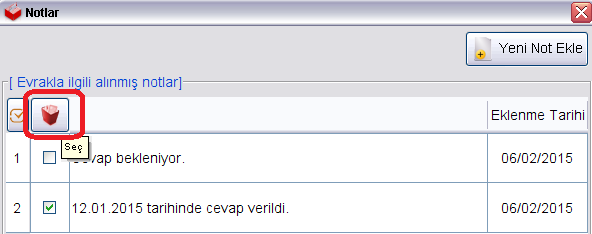 Notlar
Yeni Not Ekle
[ Evrakla ilgili alınmış notlar]
Eklenme Tarihi
1 bekleniyor. 06/02/2015
Seç
2 12.01.2015 tarihinde cevap verildi. 06/02/2015